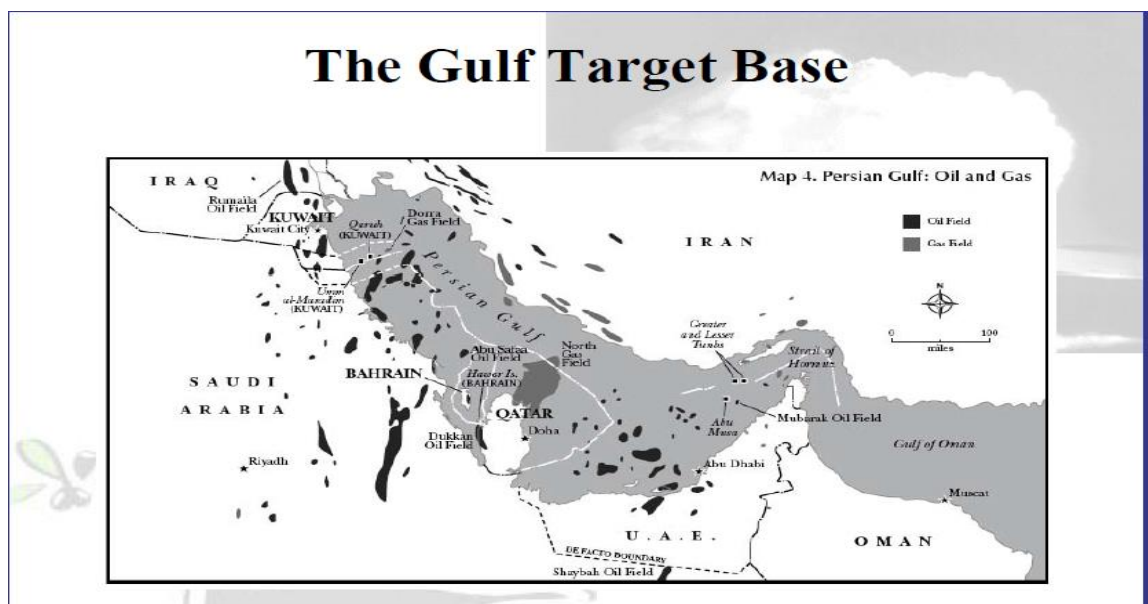 The Gulf Target Base
Map 4. Persian Gulf: Oil and Gas
Oil Field
Gas Field
N
0 100
miles
IRAQ
Rumaila
Oil Field
KUWAIT
Kuwait City
Qaruh
(KUWAIT)
Dorra
Gas Field
Umm
al-Maradim
(KUWAIT)
IRAN
Persian Gulf
Greater
and Lesser
Tunbs
Strait of
Hormuz
Abu Safaa
Oil Field
North
Gas
Field
BAHRAIN
Hawar Is.
(BAHRAIN)
SAUDI
ARABIA
QATAR
Doha
Dukkan
Oil Field
Abu
Musa
Mubarak Oil Field
Riyadh
Abu Dhabi
Gulf of Oman
Muscat
U.A.E.
OMAN
DE FACTO BOUNDARY
Shaybah Oil Field